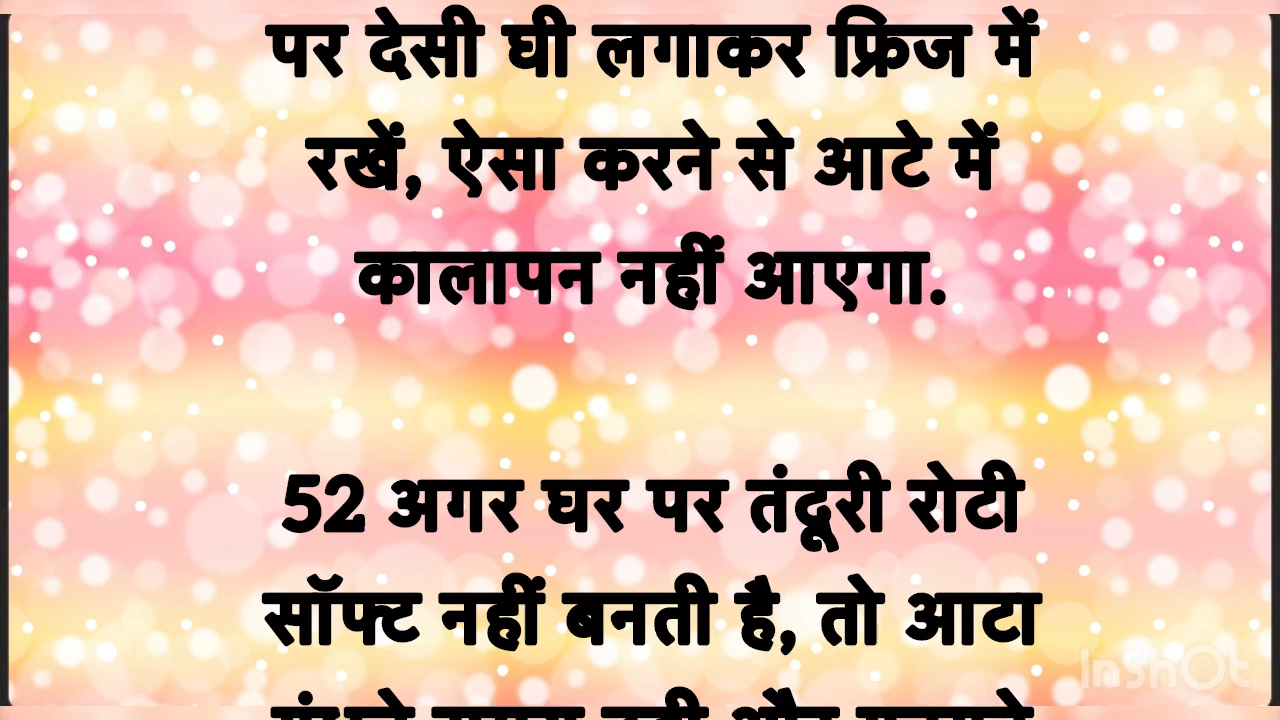 पर देसी घी लगाकर फ्रिज में
रखें, ऐसा करने से आटे में
कालापन नहीं आएगा.
52 अगर घर पर तंदूरी रोटी
सॉफ्ट नहीं बनती है, तो आटा
InShOt